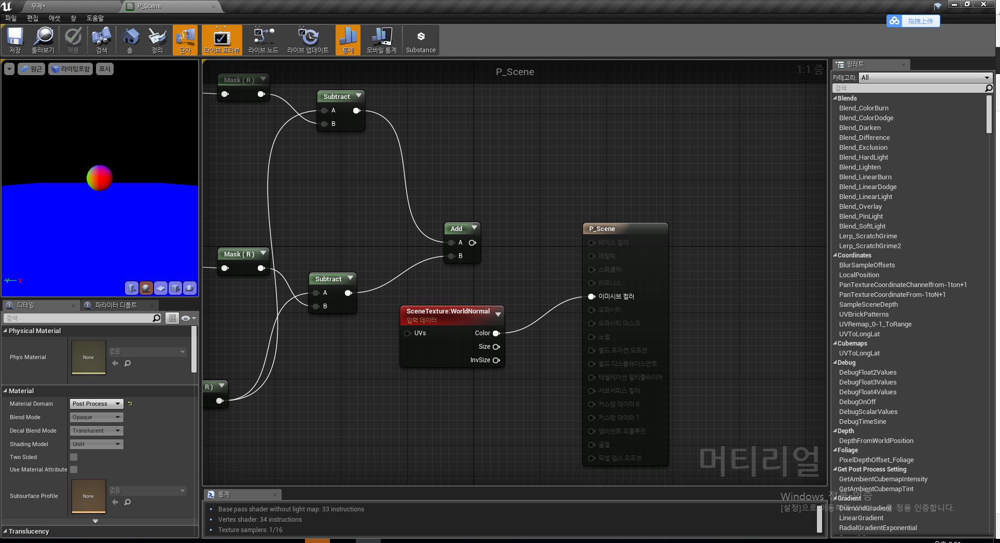 무제*
P_Scene
파일 편집 애셋 창 도움말
拖拽上传
저장 둘러보기 적용 검색 홈 정리 단자 라이브 프리뷰 라이브 노드 라이브 업데이트 통계 모바일 통계 Substance
원근 라이팅포함 표시
Y X
디테일
파라미터 디폴트
검색
Physical Material
Phys Material None 없음
Material
Material Domain Post Process
Blend Mode Opaque
Decal Blend Mode Translucent
Shading Model Unlit
Two Sided
Use Material Attribute
Subsurface Profile None 없음
Translucency
P_Scene
1:1 줌
Mask ( R )
Subtract
A
B
Mask ( R )
Subtract
A
B
R )
Add
A
B
SceneTexture:WorldNormal
입력 데이터
UVs Color
Size
InvSize
P_Scene
베이스 컬러
메탈릭
스페큘러
러프니스
이미시브 컬러
오파시티
오파시티 마스크
노멀
월드 포지션 오프셋
월드 디스플레이스먼트
테셀레이션 멀티플라이어
서브서피스 컬러
커스텀 데이터 0
커스텀 데이터 1
앰비언트 오클루전
굴절
픽셀 뎁스 오프셋
머티리얼
통계
Base pass shader without light map: 33 instructions
Vertex shader: 34 instructions
Texture samplers: 1/16
팔레트
카테고리: All
검색
Blends
Blend_ColorBurn
Blend_ColorDodge
Blend_Darken
Blend_Difference
Blend_Exclusion
Blend_HardLight
Blend_Lighten
Blend_LinearBurn
Blend_LinearDodge
Blend_LinearLight
Blend_Overlay
Blend_PinLight
Blend_SoftLight
Lerp_ScratchGrime
Lerp_ScratchGrime2
Coordinates
BlurSampleOffsets
LocalPosition
PanTextureCoordinateChannelfrom-1ton+1
PanTextureCoordinateFrom-1toN+1
SampleSceneDepth
UVBrickPatterns
UVRemap_0-1_ToRange
UVToLongLat
Cubemaps
UVToLongLat
Debug
DebugFloat2Values
DebugFloat3Values
DebugFloat4Values
DebugOnOff
DebugScalarValues
DebugTimeSine
Depth
DepthFromWorldPosition
Foliage
PixelDepthOffset_Foliage
Get Post Process Setting
GetAmbientCubemapIntensity
GetAmbientCubemapTint
Gradient
DiamondGradient
LinearGradient
RadialGradientExponential
Windows 정품 인증
[설정]으로 이동하여 Windows를 정품 인증합니다.